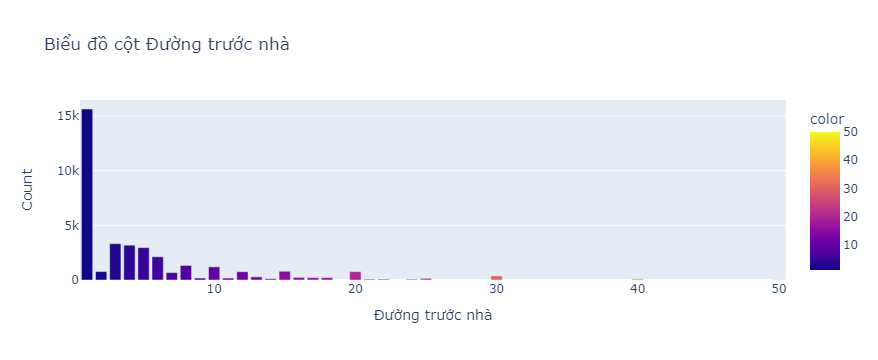 Biểu đồ cột Đường trước nhà
color
15k
10k
5k
0
Count
10
20
30
40
50
Đường trước nhà
50
40
30
20
10